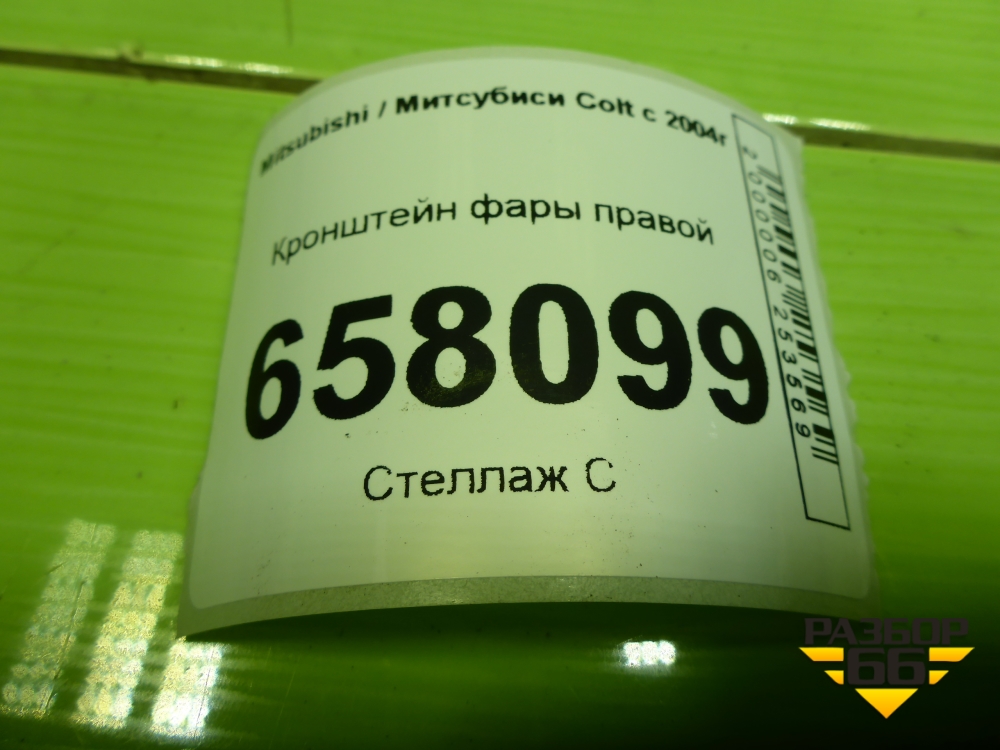 Mitsubishi / Митсубиси Colt с 2004г
Кронштейн фары правой
658099
Стеллаж С
2000006253569
РАЗБОР
66